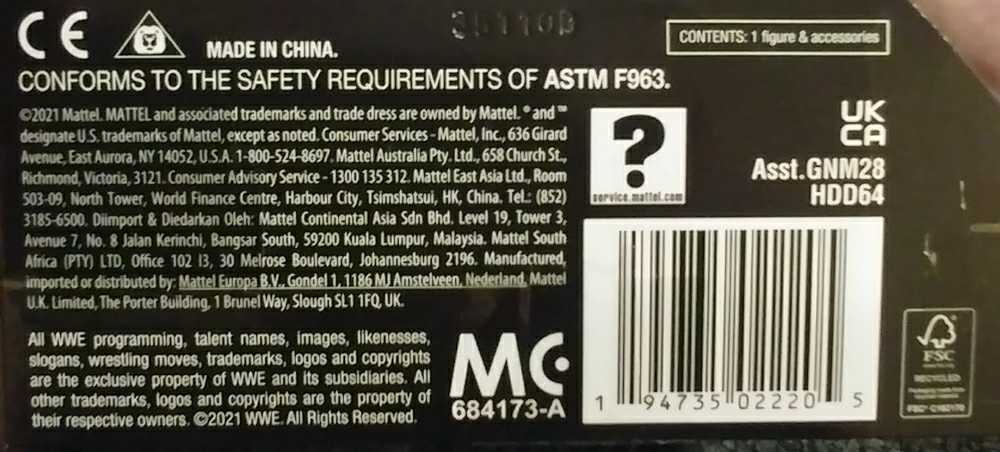 CE
MADE IN CHINA.
CONTENTS: 1 figure & accessories
CONFORMS TO THE SAFETY REQUIREMENTS OF ASTM F963.
©2021 Mattel. MATTEL and associated trademarks and trade dress are owned by Mattel. ® and ™
designate U.S. trademarks of Mattel, except as noted. Consumer Services - Mattel, Inc., 636 Girard
Avenue, East Aurora, NY 14052, U.S.A. 1-800-524-8697. Mattel Australia Pty. Ltd., 658 Church St.,
Richmond, Victoria, 3121. Consumer Advisory Service - 1300 135 312. Mattel East Asia Ltd., Room
503-09, North Tower, World Finance Centre, Harbour City, Tsimshatsui, HK, China. Tel.: (852)
3185-6500. Diimport & Diedarkan Oleh: Mattel Continental Asia Sdn Bhd. Level 19, Tower 3,
Avenue 7, No. 8 Jalan Kerinchi, Bangsar South, 59200 Kuala Lumpur, Malaysia. Mattel South
Africa (PTY) LTD, Office 102 I3, 30 Melrose Boulevard, Johannesburg 2196. Manufactured,
imported or distributed by: Mattel Europa B.V., Gondel 1, 1186 MJ Amstelveen, Nederland. Mattel
U.K. Limited, The Porter Building, 1 Brunel Way, Slough SL1 1FQ, UK.
?
service.mattel.com
UK
CA
Asst.GNM28
HDD64
All WWE programming, talent names, images, likenesses,
slogans, wrestling moves, trademarks, logos and copyrights
are the exclusive property of WWE and its subsidiaries. All
other trademarks, logos and copyrights are the property of
their respective owners. ©2021 WWE. All Rights Reserved.
MC
684173-A
1 94735 02220 5
FSC
RECYCLED